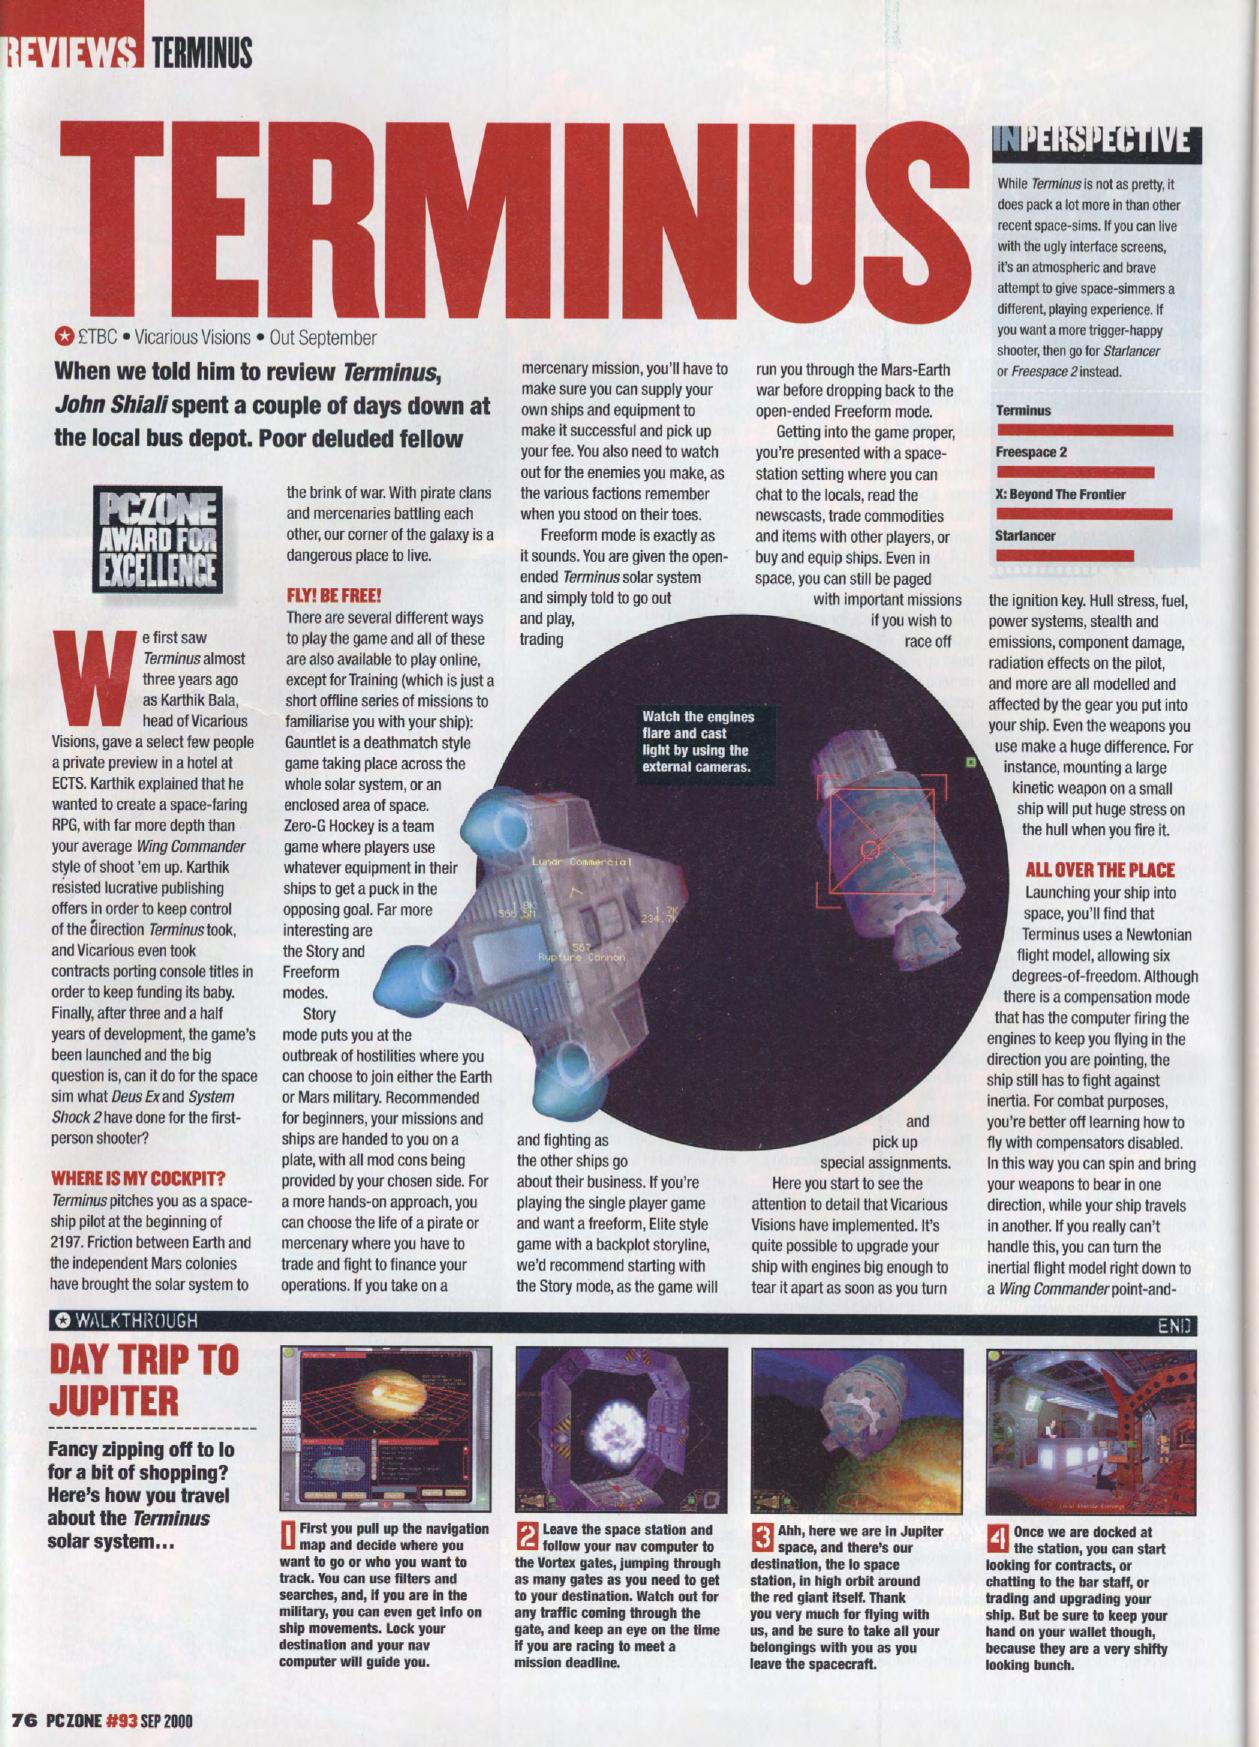 REVIEWS TERMINUS
TERMINUS
£TBC • Vicarious Visions • Out September
When we told him to review Terminus,
John Shiali spent a couple of days down at
the local bus depot. Poor deluded fellow
PCZONE
AWARD FOR
EXCELLENCE
We first saw
Terminus almost
three years ago
as Karthik Bala,
head of Vicarious
Visions, gave a select few people
a private preview in a hotel at
ECTS. Karthik explained that he
wanted to create a space-faring
RPG, with far more depth than
your average Wing Commander
style of shoot 'em up. Karthik
resisted lucrative publishing
offers in order to keep control
of the direction Terminus took,
and Vicarious even took
contracts porting console titles in
order to keep funding its baby.
Finally, after three and a half
years of development, the game's
been launched and the big
question is, can it do for the space
sim what Deus Ex and System
Shock 2 have done for the first-
person shooter?
WHERE IS MY COCKPIT?
Terminus pitches you as a space-
ship pilot at the beginning of
2197. Friction between Earth and
the independent Mars colonies
have brought the solar system to
the brink of war. With pirate clans
and mercenaries battling each
other, our corner of the galaxy is a
dangerous place to live.
FLY! BE FREE!
There are several different ways
to play the game and all of these
are also available to play online,
except for Training (which is just a
short offline series of missions to
familiarise you with your ship):
Gauntlet is a deathmatch style
game taking place across the
whole solar system, or an
enclosed area of space.
Zero-G Hockey is a team
game where players use
whatever equipment in their
ships to get a puck in the
opposing goal. Far more
interesting are
the Story and
Freeform
modes.
Story
mode puts you at the
outbreak of hostilities where you
can choose to join either the Earth
or Mars military. Recommended
for beginners, your missions and
ships are handed to you on a
plate, with all mod cons being
provided by your chosen side. For
a more hands-on approach, you
can choose the life of a pirate or
mercenary where you have to
trade and fight to finance your
operations. If you take on a
mercenary mission, you'll have to
make sure you can supply your
own ships and equipment to
make it successful and pick up
your fee. You also need to watch
out for the enemies you make, as
the various factions remember
when you stood on their toes.
Freeform mode is exactly as
it sounds. You are given the open-
ended Terminus solar system
and simply told to go out
and play,
trading
and fighting as
the other ships go
about their business. If you're
playing the single player game
and want a freeform, Elite style
game with a backplot storyline,
we'd recommend starting with
the Story mode, as the game will
run you through the Mars-Earth
war before dropping back to the
open-ended Freeform mode.
Getting into the game proper,
you're presented with a space-
station setting where you can
chat to the locals, read the
newscasts, trade commodities
and items with other players, or
buy and equip ships. Even in
space, you can still be paged
with important missions
if you wish to
race off
and
pick up
special assignments.
Here you start to see the
attention to detail that Vicarious
Visions have implemented. It's
quite possible to upgrade your
ship with engines big enough to
tear it apart as soon as you turn
the ignition key. Hull stress, fuel,
power systems, stealth and
emissions, component damage,
radiation effects on the pilot,
and more are all modelled and
affected by the gear you put into
your ship. Even the weapons you
use make a huge difference. For
instance, mounting a large
kinetic weapon on a small
ship will put huge stress on
the hull when you fire it.
ALL OVER THE PLACE
Launching your ship into
space, you'll find that
Terminus uses a Newtonian
flight model, allowing six
degrees-of-freedom. Although
there is a compensation mode
that has the computer firing the
engines to keep you flying in the
direction you are pointing, the
ship still has to fight against
inertia. For combat purposes,
you're better off learning how to
fly with compensators disabled.
In this way you can spin and bring
your weapons to bear in one
direction, while your ship travels
in another. If you really can't
handle this, you can turn the
inertial flight model right down to
a Wing Commander point-and-
INPERSPECTIVE
While Terminus is not as pretty, it
does pack a lot more in than other
recent space-sims. If you can live
with the ugly interface screens,
it's an atmospheric and brave
attempt to give space-simmers a
different, playing experience. If
you want a more trigger-happy
shooter, then go for Starlancer
or Freespace 2 instead.
Terminus
Freespace 2
X: Beyond The Frontier
Starlancer
Watch the engines
flare and cast
light by using the
external cameras.
Lunar Commercial
567
Rupture Cannon
WALKTHROUGH
END
DAY TRIP TO
JUPITER
Fancy zipping off to Io
for a bit of shopping?
Here's how you travel
about the Terminus
solar system...
1 First you pull up the navigation
map and decide where you
want to go or who you want to
track. You can use filters and
searches, and, if you are in the
military, you can even get info on
ship movements. Lock your
destination and your nav
computer will guide you.
2 Leave the space station and
follow your nav computer to
the Vortex gates, jumping through
as many gates as you need to get
to your destination. Watch out for
any traffic coming through the
gate, and keep an eye on the time
if you are racing to meet a
mission deadline.
3 Ahh, here we are in Jupiter
space, and there's our
destination, the Io space
station, in high orbit around
the red giant itself. Thank
you very much for flying with
us, and be sure to take all your
belongings with you as you
leave the spacecraft.
4 Once we are docked at
the station, you can start
looking for contracts, or
chatting to the bar staff, or
trading and upgrading your
ship. But be sure to keep your
hand on your wallet though,
because they are a very shifty
looking bunch.
76 PCZONE #93 SEP 2000